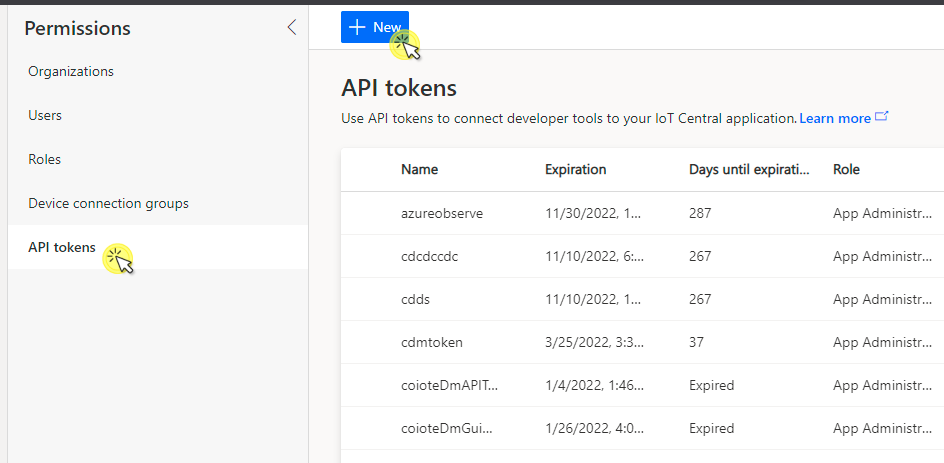 Permissions
Organizations
Users
Roles
Device connection groups
API tokens
New
API tokens
Use API tokens to connect developer tools to your IoT Central application. Learn more
Name Expiration Days until expirati... Role
azureobserve 11/30/2022, 1... 287 App Administr...
cdcdccdc 11/10/2022, 6:... 267 App Administr...
cdds 11/10/2022, 1... 267 App Administr...
cdmtoken 3/25/2022, 3:3... 37 App Administr...
coioteDmAPIT... 1/4/2022, 1:46... Expired App Administr...
coioteDmGui... 1/26/2022, 4:0... Expired App Administr...